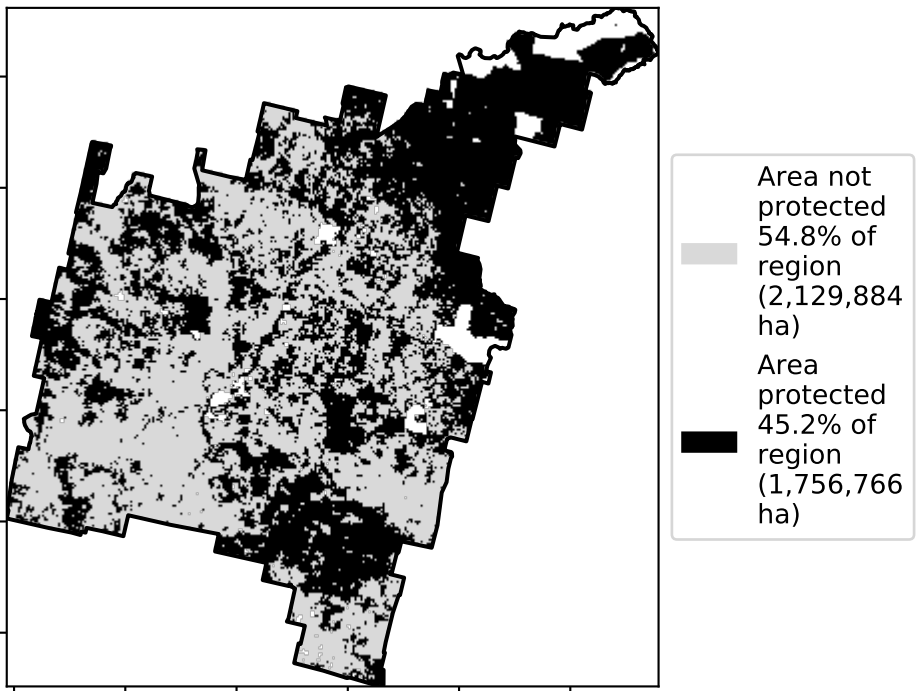 Area not
protected
54.8% of
region
(2,129,884
ha)
Area
protected
45.2% of
region
(1,756,766
ha)